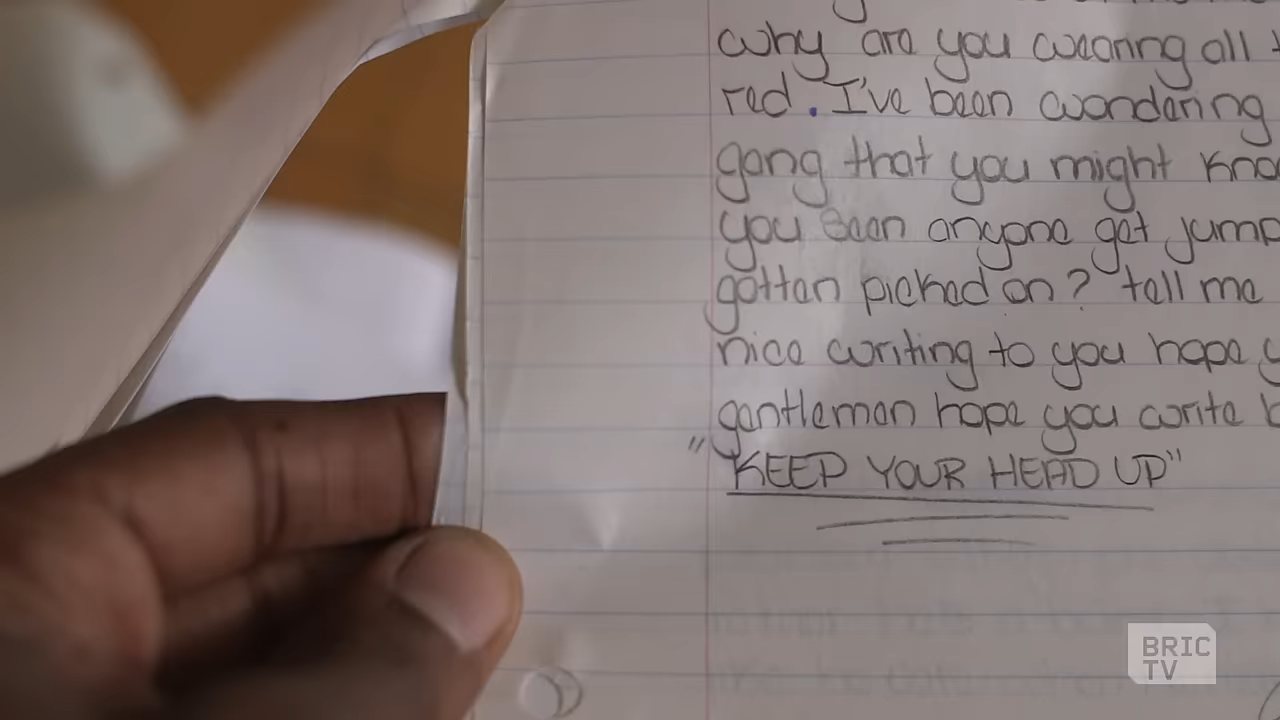 why are you wearing all
red. I've been wondering
gang that you might
you seen anyone get
gotten picked on? tell me
nice writing to you hope
gentleman hope you write
"KEEP YOUR HEAD UP"
BRIC
TV